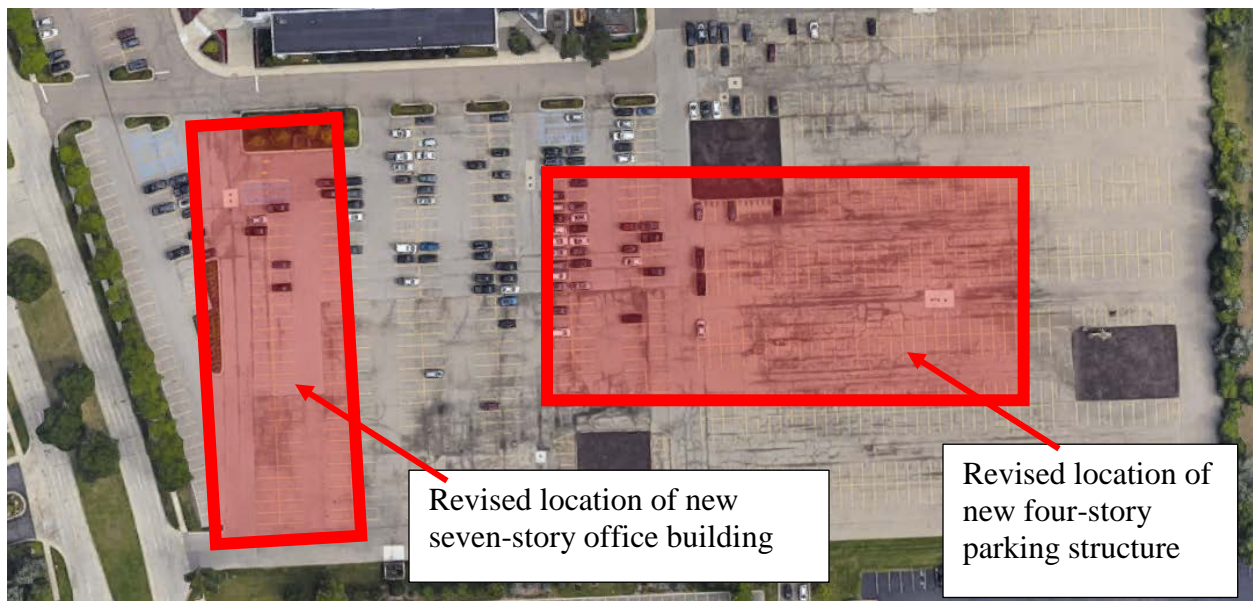 Revised location of new
seven-story office building
Revised location of
new four-story
parking structure